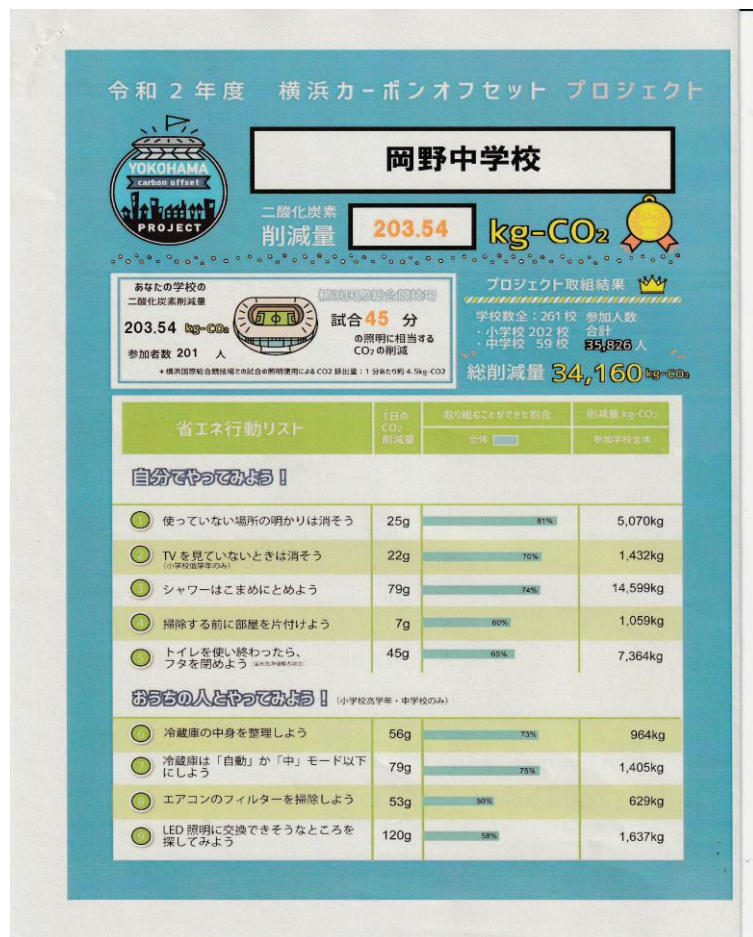 令和2年度 横浜カーボンオフセット プロジェクト
YOKOHAMA
carbon offset
PROJECT
岡野中学校
二酸化炭素
削減量 203.54 kg-CO₂
あなたの学校の
二酸化炭素削減量
203.54 kg-CO₂
参加者数 201 人
横浜国際総合競技場
試合45 分
の照明に相当する
CO₂の削減
*横浜国際総合競技場での試合の照明使用によるCO2排出量:1分あたり約4.5kg-CO2
プロジェクト取組結果
学校数全:261校 参加人数
・小学校 202校 合計
・中学校 59校 35,826人
総削減量 34,160 kg-CO₂
省エネ行動リスト
1日の
CO₂
削減量
取り組むことができた割合
全体
削減量 kg-CO₂
参加学校全体
自分でやってみよう!
1 使っていない場所の明かりは消そう 25g 81% 5,070kg
2 TVを見ていないときは消そう 22g 76% 1,432kg
(小学校低学年のみ)
3 シャワーはこまめにとめよう 79g 74% 14,599kg
4 掃除する前に部屋を片付けよう 7g 60% 1,059kg
5 トイレを使い終わったら、
フタを閉めよう 45g 65% 7,364kg
おうちの人とやってみよう!(小学校高学年・中学校のみ)
6 冷蔵庫の中身を整理しよう 56g 73% 964kg
7 冷蔵庫は「自動」か「中」モード以下
にしよう 79g 75% 1,405kg
8 エアコンのフィルターを掃除しよう 53g 50% 629kg
9 LED照明に交換できそうなところを
探してみよう 120g 58% 1,637kg